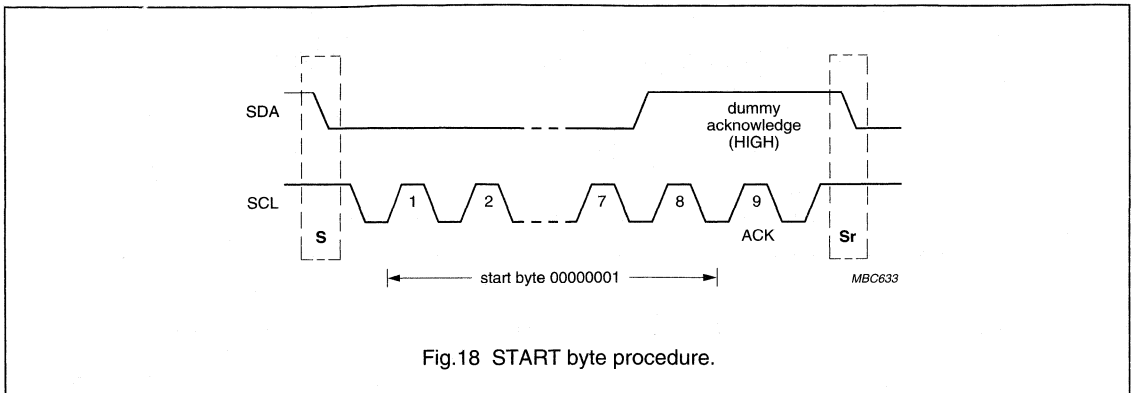 SDA
dummy
acknowledge
(HIGH)
SCL
1
2
7
8
9
S
ACK
Sr
start byte 00000001
MBC633
Fig.18 START byte procedure.